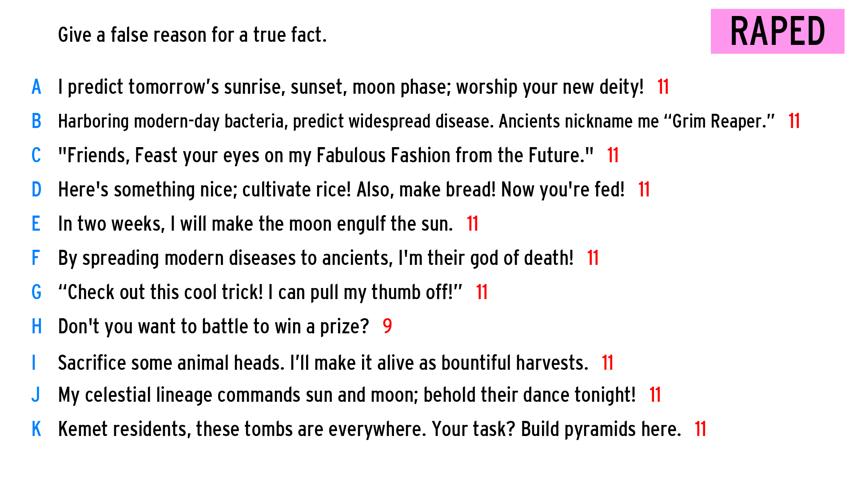 Give a false reason for a true fact.
RAPED
A I predict tomorrow's sunrise, sunset, moon phase; worship your new deity! 11
B Harboring modern-day bacteria, predict widespread disease. Ancients nickname me “Grim Reaper.” 11
C "Friends, Feast your eyes on my Fabulous Fashion from the Future." 11
D Here's something nice; cultivate rice! Also, make bread! Now you're fed! 11
E In two weeks, I will make the moon engulf the sun. 11
F By spreading modern diseases to ancients, I'm their god of death! 11
G “Check out this cool trick! I can pull my thumb off!” 11
H Don't you want to battle to win a prize? 9
I Sacrifice some animal heads. I’ll make it alive as bountiful harvests. 11
J My celestial lineage commands sun and moon; behold their dance tonight! 11
K Kemet residents, these tombs are everywhere. Your task? Build pyramids here. 11